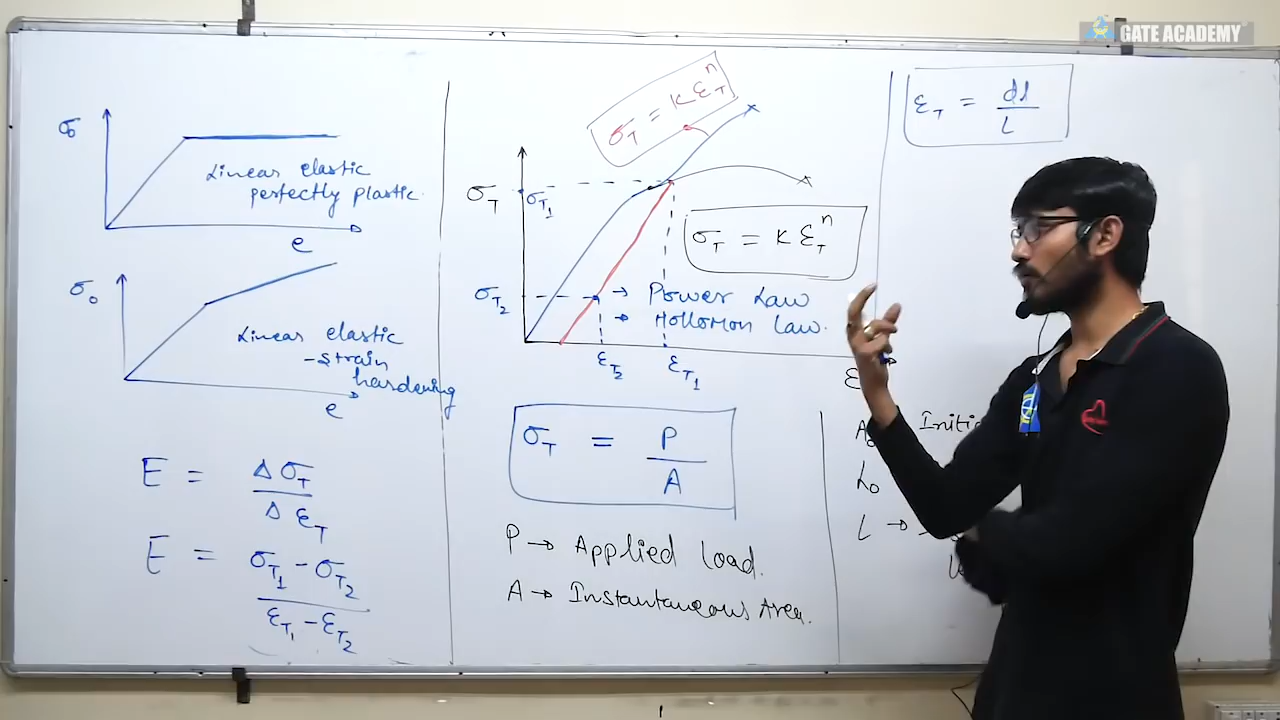 GATE ACADEMY
σ₀
Linear elastic
perfectly plastic
e
σ₀
Linear elastic
-strain
hardening
e
E = Δσ_T / Δε_T
E = σ_T₁ - σ_T₂ / ε_T₁ - ε_T₂
σ_T = K ε_T^n
σ_T
σ_T₁
σ_T = K ε_T^n
σ_T₂
→ Power Law
→ Hollomon Law.
ε_T₂
ε_T₁
σ_T = P / A
P → Applied load.
A → Instantaneous Area.
ε_T = dl / L
ε
A₀
L₀
L →